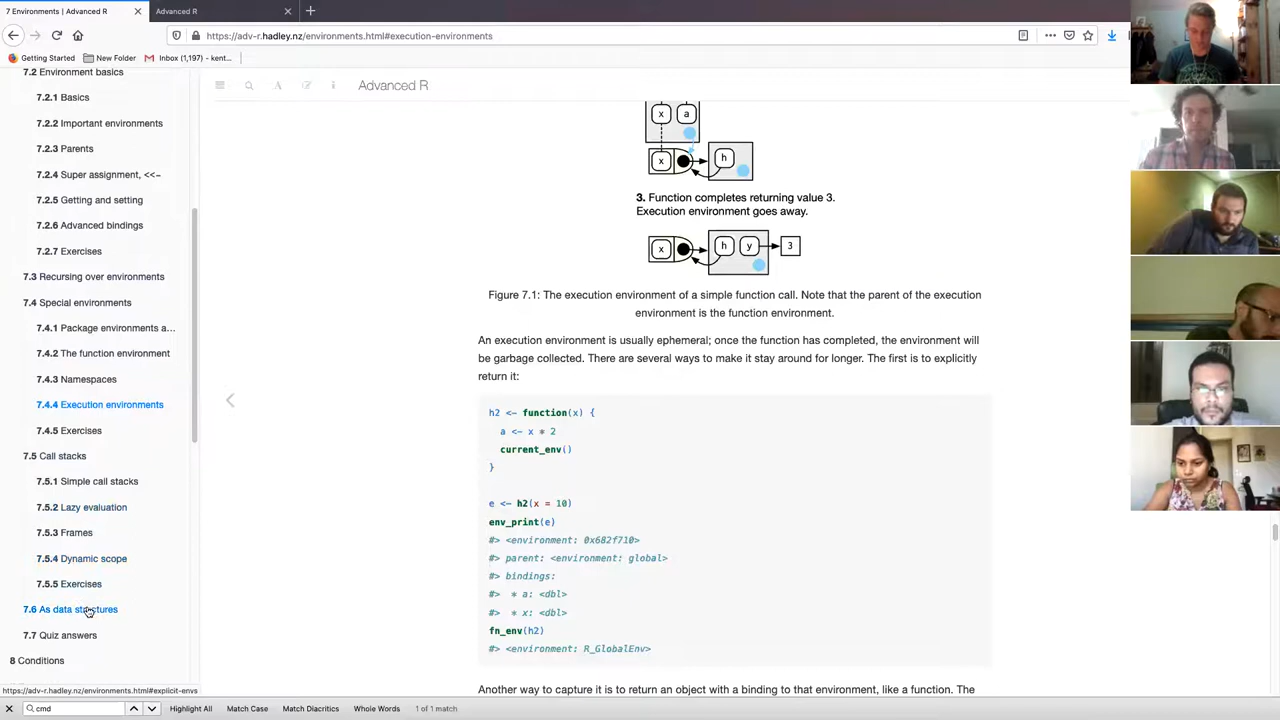 7 Environments | Advanced R
Advanced R
https://adv-r.hadley.nz/environments.html#execution-environments
Getting Started
New Folder
Inbox (1,197) - kent...
7.2 Environment basics
7.2.1 Basics
7.2.2 Important environments
7.2.3 Parents
7.2.4 Super assignment, <<-
7.2.5 Getting and setting
7.2.6 Advanced bindings
7.2.7 Exercises
7.3 Recursing over environments
7.4 Special environments
7.4.1 Package environments a...
7.4.2 The function environment
7.4.3 Namespaces
7.4.4 Execution environments
7.4.5 Exercises
7.5 Call stacks
7.5.1 Simple call stacks
7.5.2 Lazy evaluation
7.5.3 Frames
7.5.4 Dynamic scope
7.5.5 Exercises
7.6 As data structures
7.7 Quiz answers
8 Conditions
https://adv-r.hadley.nz/environments.html#explicit-envs
Advanced R
x a
x h
3. Function completes returning value 3.
Execution environment goes away.
x h y 3
Figure 7.1: The execution environment of a simple function call. Note that the parent of the execution
environment is the function environment.
An execution environment is usually ephemeral; once the function has completed, the environment will
be garbage collected. There are several ways to make it stay around for longer. The first is to explicitly
return it:
h2 <- function(x) {
a <- x * 2
current_env()
}
e <- h2(x = 10)
env_print(e)
#> <environment: 0x682f710>
#> parent: <environment: global>
#> bindings:
#> * a: <dbl>
#> * x: <dbl>
fn_env(h2)
#> <environment: R_GlobalEnv>
Another way to capture it is to return an object with a binding to that environment, like a function. The
cmd
Highlight All
Match Case
Match Diacritics
Whole Words
1 of 1 match